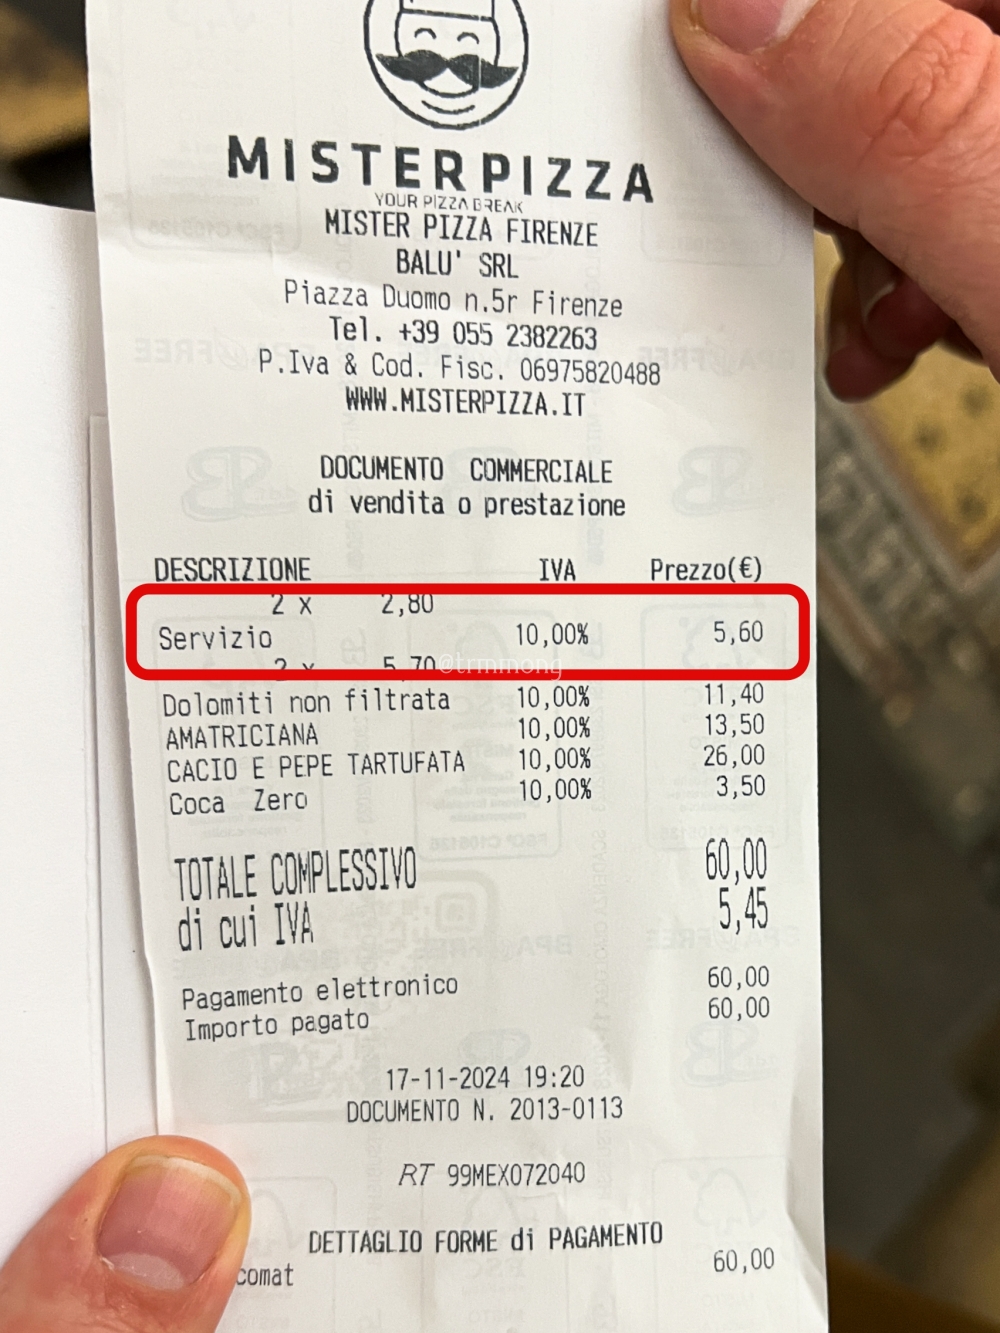 MISTERPIZZA
YOUR PIZZA BREAK
MISTER PIZZA FIRENZE
BALU' SRL
Piazza Duomo n.5r Firenze
Tel. +39 055 2382263
P.Iva & Cod. Fisc. 06975820488
WWW.MISTERPIZZA.IT
DOCUMENTO COMMERCIALE
di vendita o prestazione
DESCRIZIONE IVA Prezzo(€)
2 x 2,80
Servizio 10,00% 5,60
2 x 5,70
@trmmong
Dolomiti non filtrata 10,00% 11,40
AMATRICIANA 10,00% 13,50
CACIO E PEPE TARTUFATA 10,00% 26,00
Coca Zero 10,00% 3,50
TOTALE COMPLESSIVO 60,00
di cui IVA 5,45
Pagamento elettronico 60,00
Importo pagato 60,00
17-11-2024 19:20
DOCUMENTO N. 2013-0113
RT 99MEX072040
DETTAGLIO FORME di PAGAMENTO
comat 60,00